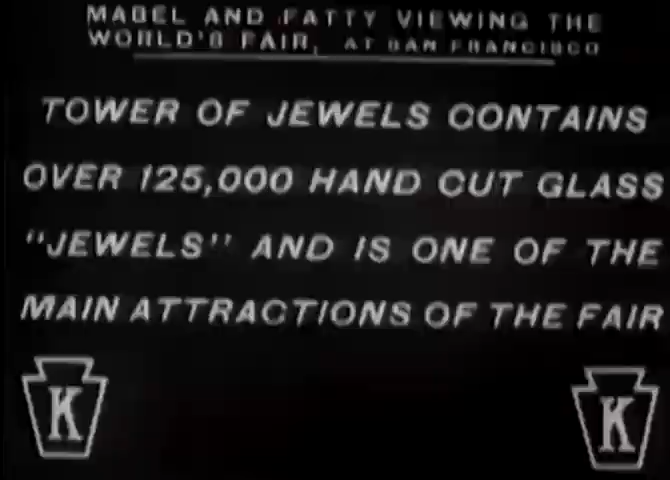 MABEL AND FATTY VIEWING THE
WORLD'S FAIR, AT SAN FRANCISCO
TOWER OF JEWELS CONTAINS
OVER 125,000 HAND CUT GLASS
"JEWELS" AND IS ONE OF THE
MAIN ATTRACTIONS OF THE FAIR
K K